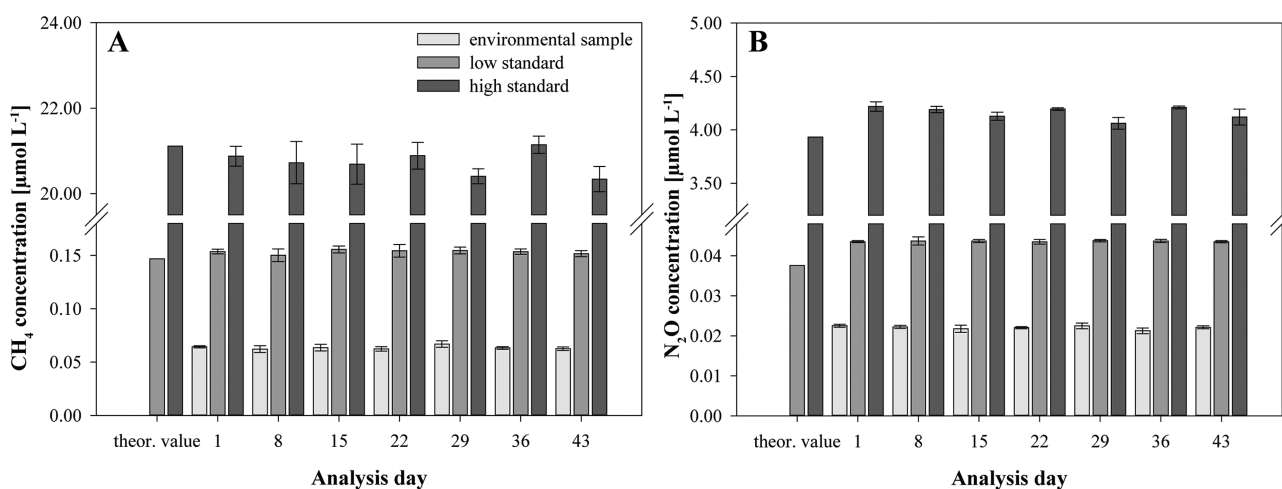 A
CH₄ concentration [µmol L⁻¹]
24.00
22.00
20.00
0.15
0.10
0.05
0.00
environmental sample
low standard
high standard
theor. value 1 8 15 22 29 36 43
Analysis day
B
N₂O concentration [µmol L⁻¹]
5.00
4.50
4.00
3.50
0.04
0.03
0.02
0.01
0.00
theor. value 1 8 15 22 29 36 43
Analysis day